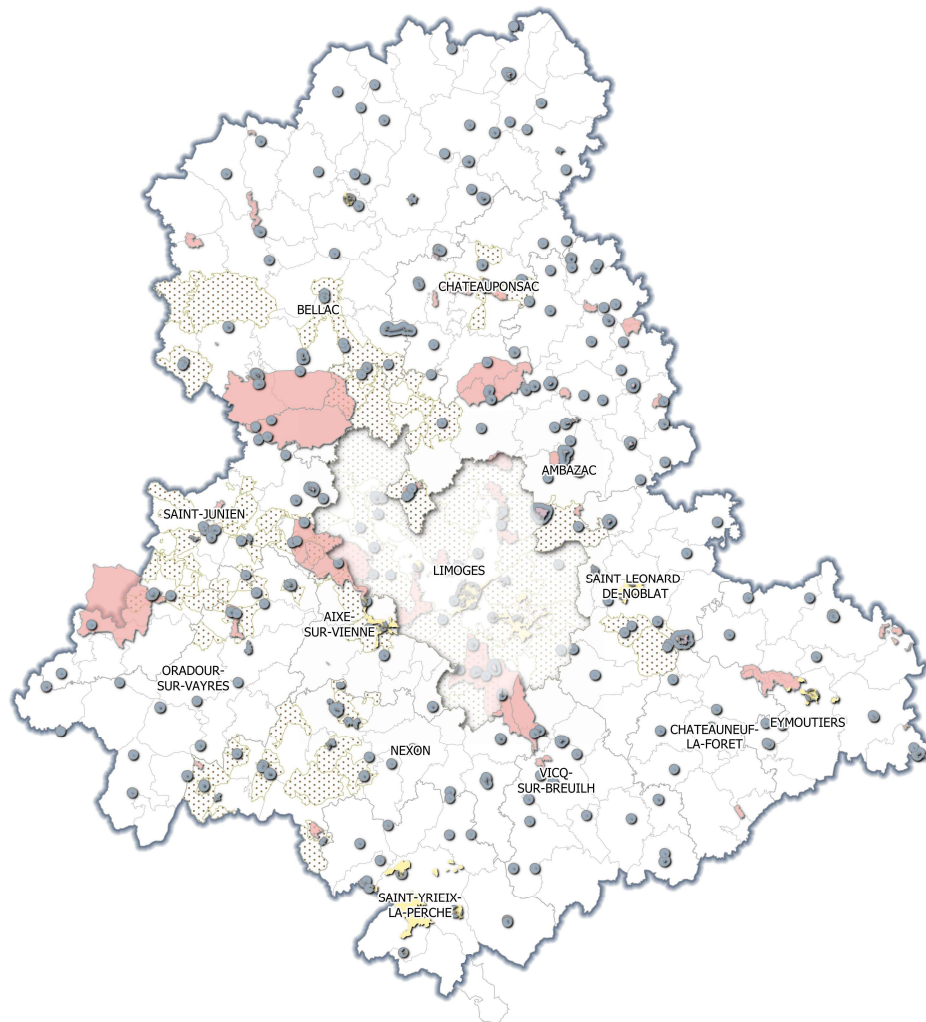 CHATEAUPONSAC
BELLAC
AMBAZAC
SAINT-JUNIEN
LIMOGES
SAINT LEONARD
DE-NOBLAT
AIXE-
SUR-VIENNE
ORADOUR-
SUR-VAYRES
CHATEAUNEUF-
LA-FORET
EYMOUTIERS
NEXON
VICQ-
SUR-BREUILH
SAINT-YRIEIX-
LA-PERCHE